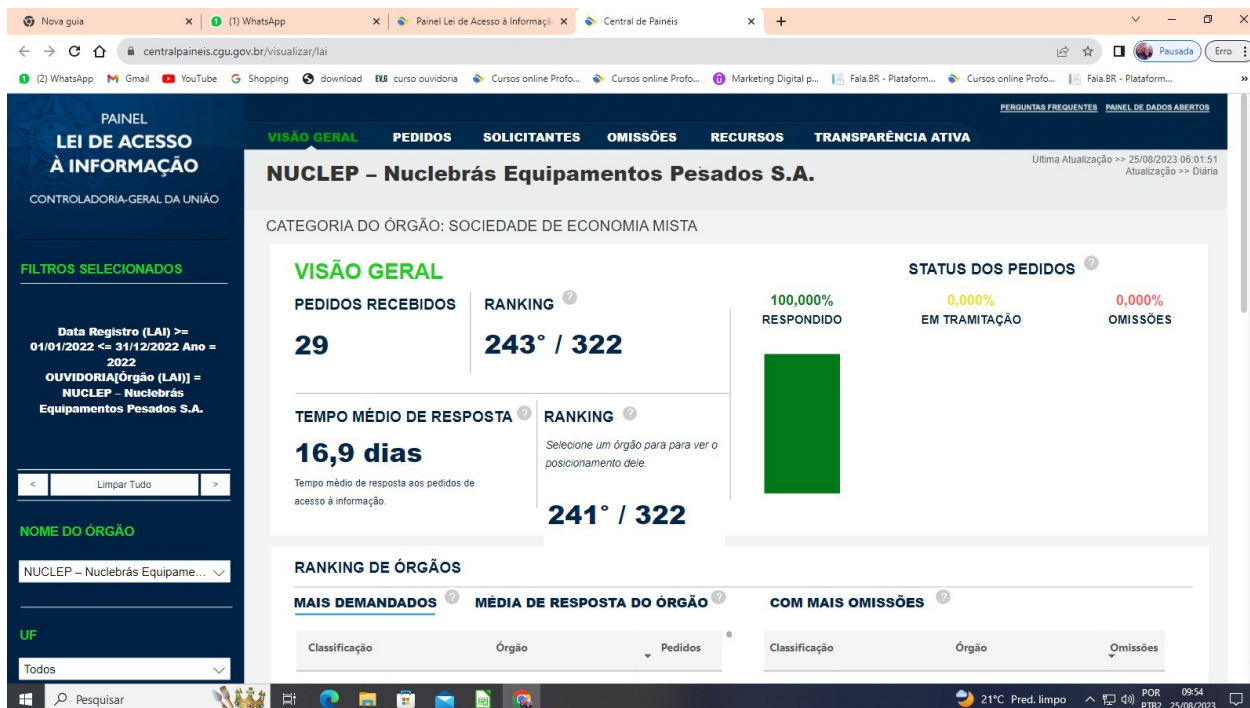 Nova guia
(1) WhatsApp
Painel Lei de Acesso à Informaçã
Central de Painéis
centralpaineis.cgu.gov.br/visualizar/lai
Pausada
Erro
(2) WhatsApp
Gmail
YouTube
Shopping
download
curso ouvidoria
Cursos online Profo...
Cursos online Profo...
Marketing Digital p...
Fala.BR - Plataform...
Cursos online Profo...
Fala.BR - Plataform...
»
PAINEL
LEI DE ACESSO
À INFORMAÇÃO
CONTROLADORIA-GERAL DA UNIÃO
FILTROS SELECIONADOS
Data Registro (LAI) >=
01/01/2022 <= 31/12/2022 Ano =
2022
OUVIDORIA[Órgão (LAI)] =
NUCLEP – Nuclebrás
Equipamentos Pesados S.A.
<
Limpar Tudo
>
NOME DO ÓRGÃO
NUCLEP – Nuclebrás Equipame...
UF
Todos
PERGUNTAS FREQUENTES
PAINEL DE DADOS ABERTOS
VISÃO GERAL
PEDIDOS
SOLICITANTES
OMISSÕES
RECURSOS
TRANSPARÊNCIA ATIVA
NUCLEP – Nuclebrás Equipamentos Pesados S.A.
Última Atualização >> 25/08/2023 06:01:51
Atualização >> Diária
CATEGORIA DO ÓRGÃO: SOCIEDADE DE ECONOMIA MISTA
VISÃO GERAL
PEDIDOS RECEBIDOS
29
RANKING ?
243° / 322
TEMPO MÉDIO DE RESPOSTA ?
16,9 dias
Tempo médio de resposta aos pedidos de
acesso à informação.
RANKING ?
Selecione um órgão para para ver o
posicionamento dele.
241° / 322
STATUS DOS PEDIDOS ?
100,000%
RESPONDIDO
0,000%
EM TRAMITAÇÃO
0,000%
OMISSÕES
RANKING DE ÓRGÃOS
MAIS DEMANDADOS ?
MÉDIA DE RESPOSTA DO ÓRGÃO ?
COM MAIS OMISSÕES ?
Classificação
Órgão
Pedidos
Classificação
Órgão
Omissões
Pesquisar
21°C Pred. limpo
POR
PTB2
09:54
25/08/2023